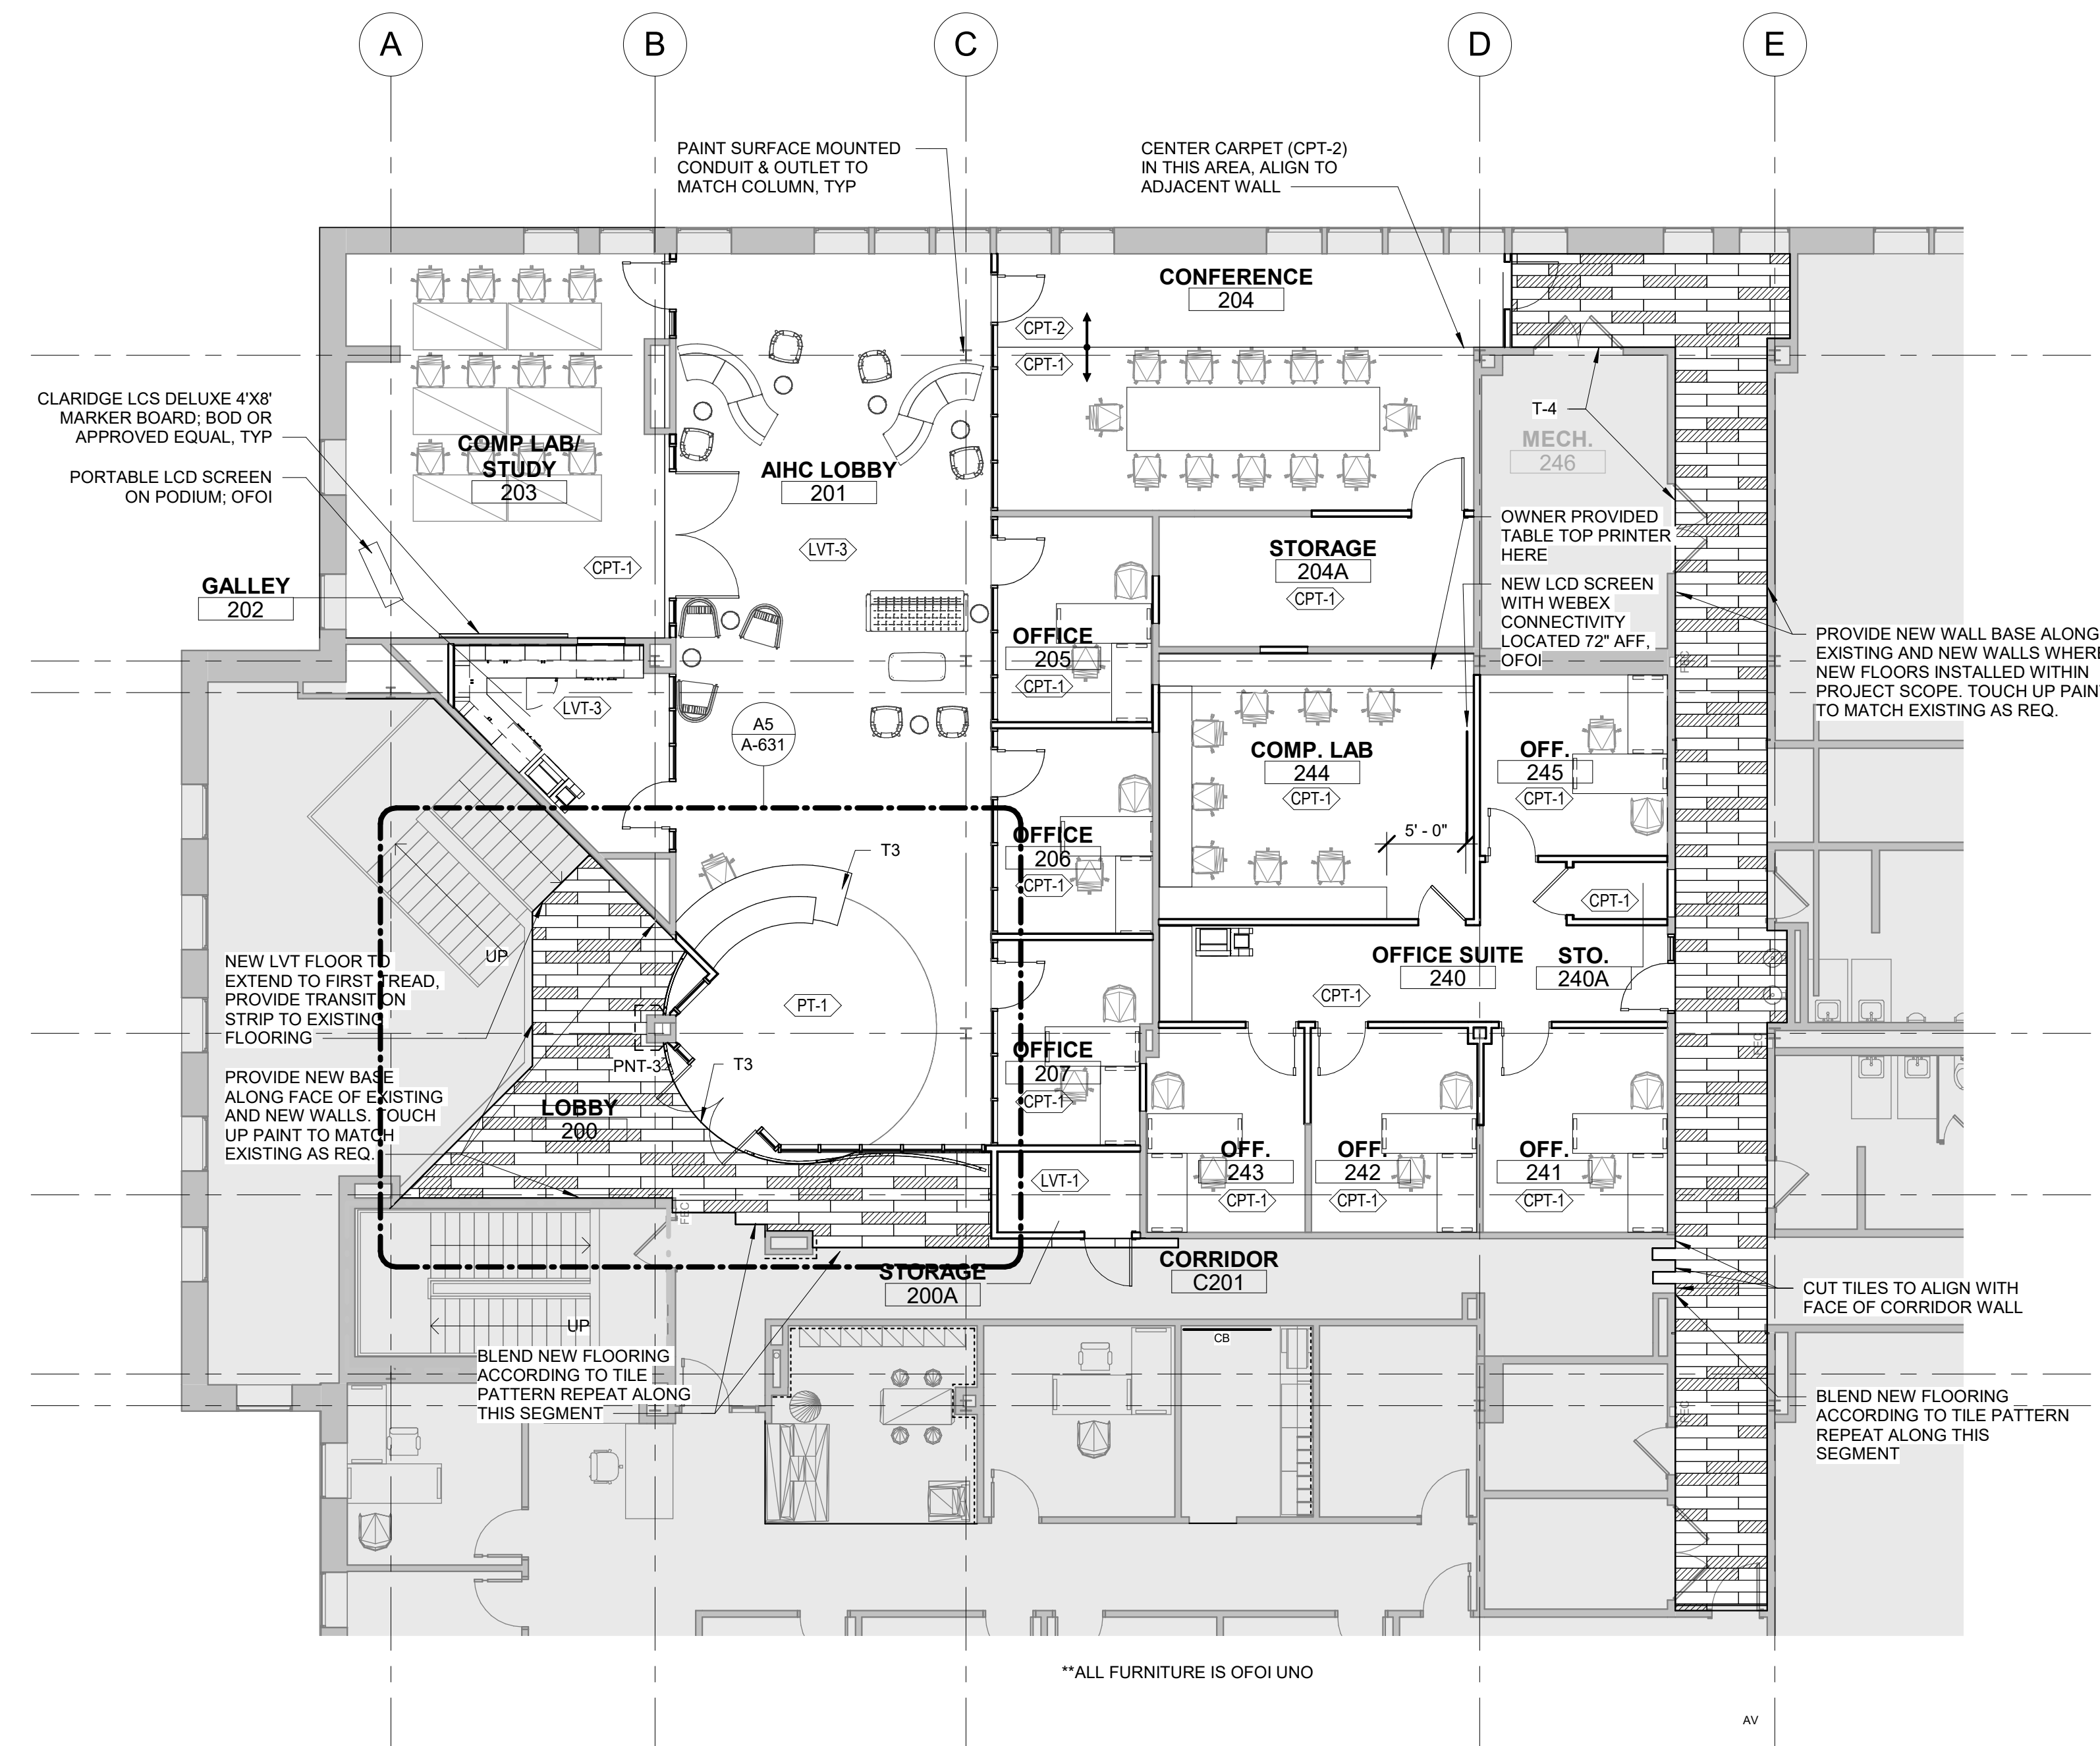 A
B
C
D
E
PAINT SURFACE MOUNTED
CONDUIT & OUTLET TO
MATCH COLUMN, TYP
CENTER CARPET (CPT-2)
IN THIS AREA, ALIGN TO
ADJACENT WALL
CONFERENCE
204
CPT-2
CPT-1
CLARIDGE LCS DELUXE 4'X8'
MARKER BOARD; BOD OR
APPROVED EQUAL, TYP
PORTABLE LCD SCREEN
ON PODIUM; OFOI
COMP LAB/
STUDY
203
CPT-1
AIHC LOBBY
201
LVT-3
T-4
MECH.
246
OWNER PROVIDED
TABLE TOP PRINTER
HERE
NEW LCD SCREEN
WITH WEBEX
CONNECTIVITY
LOCATED 72" AFF,
OFOI
STORAGE
204A
CPT-1
GALLEY
202
LVT-3
OFFICE
205
CPT-1
FEC
PROVIDE NEW WALL BASE ALONG
EXISTING AND NEW WALLS WHERE
NEW FLOORS INSTALLED WITHIN
PROJECT SCOPE. TOUCH UP PAIN
TO MATCH EXISTING AS REQ.
A5
A-631
COMP. LAB
244
CPT-1
5' - 0"
OFF.
245
CPT-1
T3
OFFICE
206
CPT-1
CPT-1
UP
NEW LVT FLOOR TO
EXTEND TO FIRST TREAD,
PROVIDE TRANSITION
STRIP TO EXISTING
FLOORING
OFFICE SUITE
240
CPT-1
STO.
240A
PT-1
PNT-3
T3
FEC
OFFICE
207
CPT-1
PROVIDE NEW BASE
ALONG FACE OF EXISTING
AND NEW WALLS. TOUCH
UP PAINT TO MATCH
EXISTING AS REQ.
LOBBY
200
LVT-1
OFF.
243
CPT-1
OFF.
242
CPT-1
OFF.
241
CPT-1
FEC
STORAGE
200A
CORRIDOR
C201
CUT TILES TO ALIGN WITH
FACE OF CORRIDOR WALL
UP
CB
BLEND NEW FLOORING
ACCORDING TO TILE
PATTERN REPEAT ALONG
THIS SEGMENT
FEC
BLEND NEW FLOORING
ACCORDING TO TILE PATTERN
REPEAT ALONG THIS
SEGMENT
**ALL FURNITURE IS OFOI UNO
AV